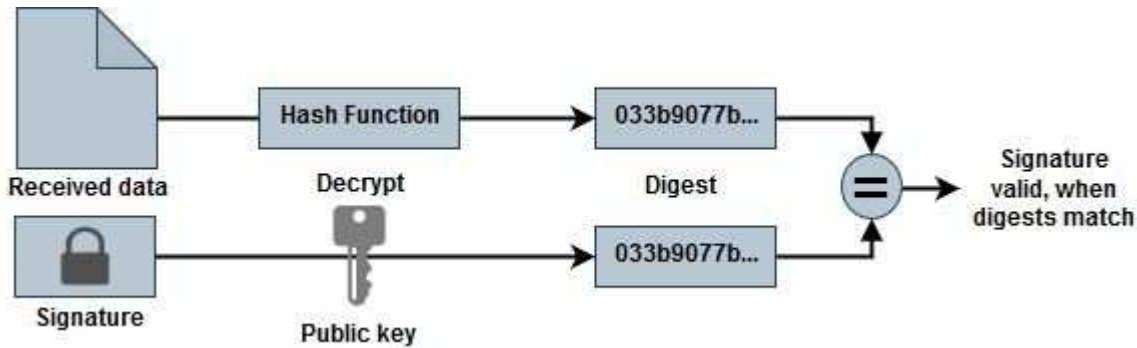 Hash Function
033b9077b...
Received data
Decrypt
Digest
Signature
valid, when
digests match
033b9077b...
Signature
Public key